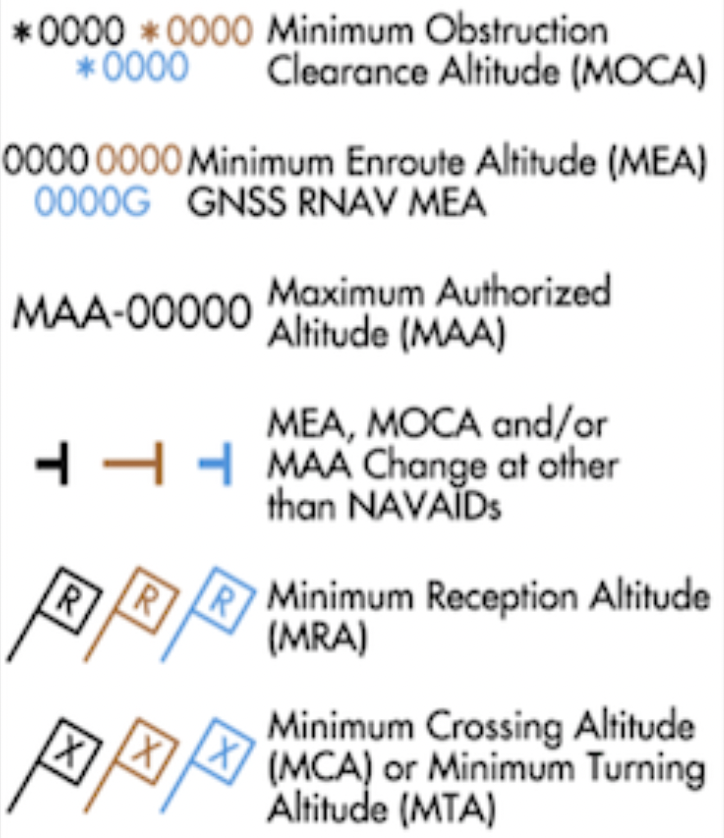 *0000 *0000 Minimum Obstruction
*0000 Clearance Altitude (MOCA)
0000 0000 Minimum Enroute Altitude (MEA)
0000G GNSS RNAV MEA
MAA-00000 Maximum Authorized
Altitude (MAA)
MEA, MOCA and/or
MAA Change at other
than NAVAIDs
R R R Minimum Reception Altitude
(MRA)
Minimum Crossing Altitude
X X X (MCA) or Minimum Turning
Altitude (MTA)